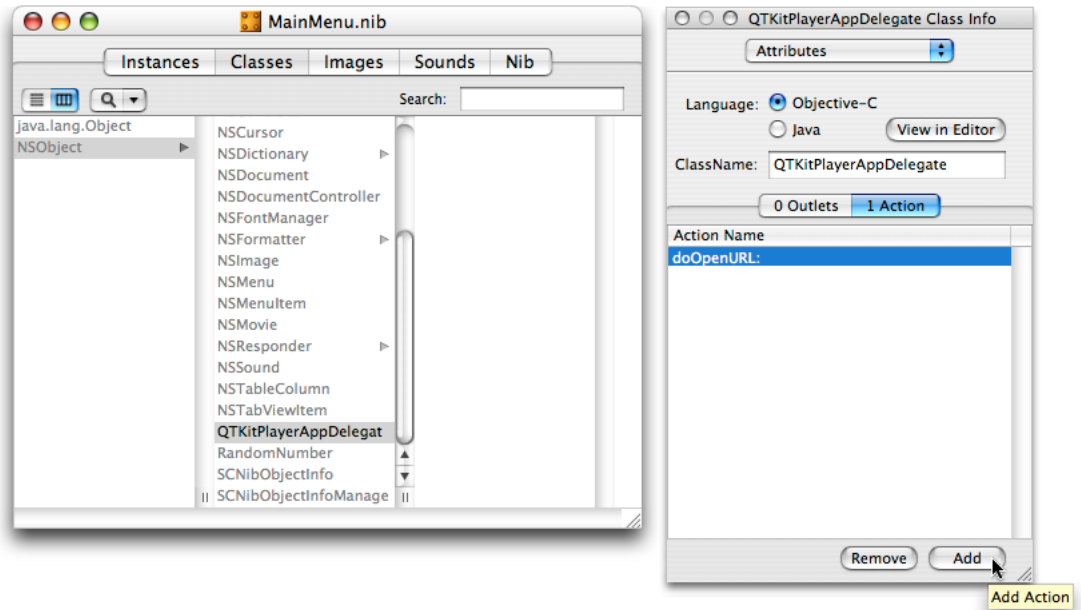 MainMenu.nib
Instances Classes Images Sounds Nib
Search:
java.lang.Object
NSObject
NSCursor
NSDictionary
NSDocument
NSDocumentController
NSFontManager
NSFormatter
NSImage
NSMenu
NSMenuItem
NSMovie
NSResponder
NSSound
NSTableColumn
NSTabViewItem
QTKitPlayerAppDelegat
RandomNumber
SCNibObjectInfo
SCNibObjectInfoManage
QTKitPlayerAppDelegate Class Info
Attributes
Language: Objective-C
Java View in Editor
ClassName: QTKitPlayerAppDelegate
0 Outlets 1 Action
Action Name
doOpenURL:
Remove Add
Add Action